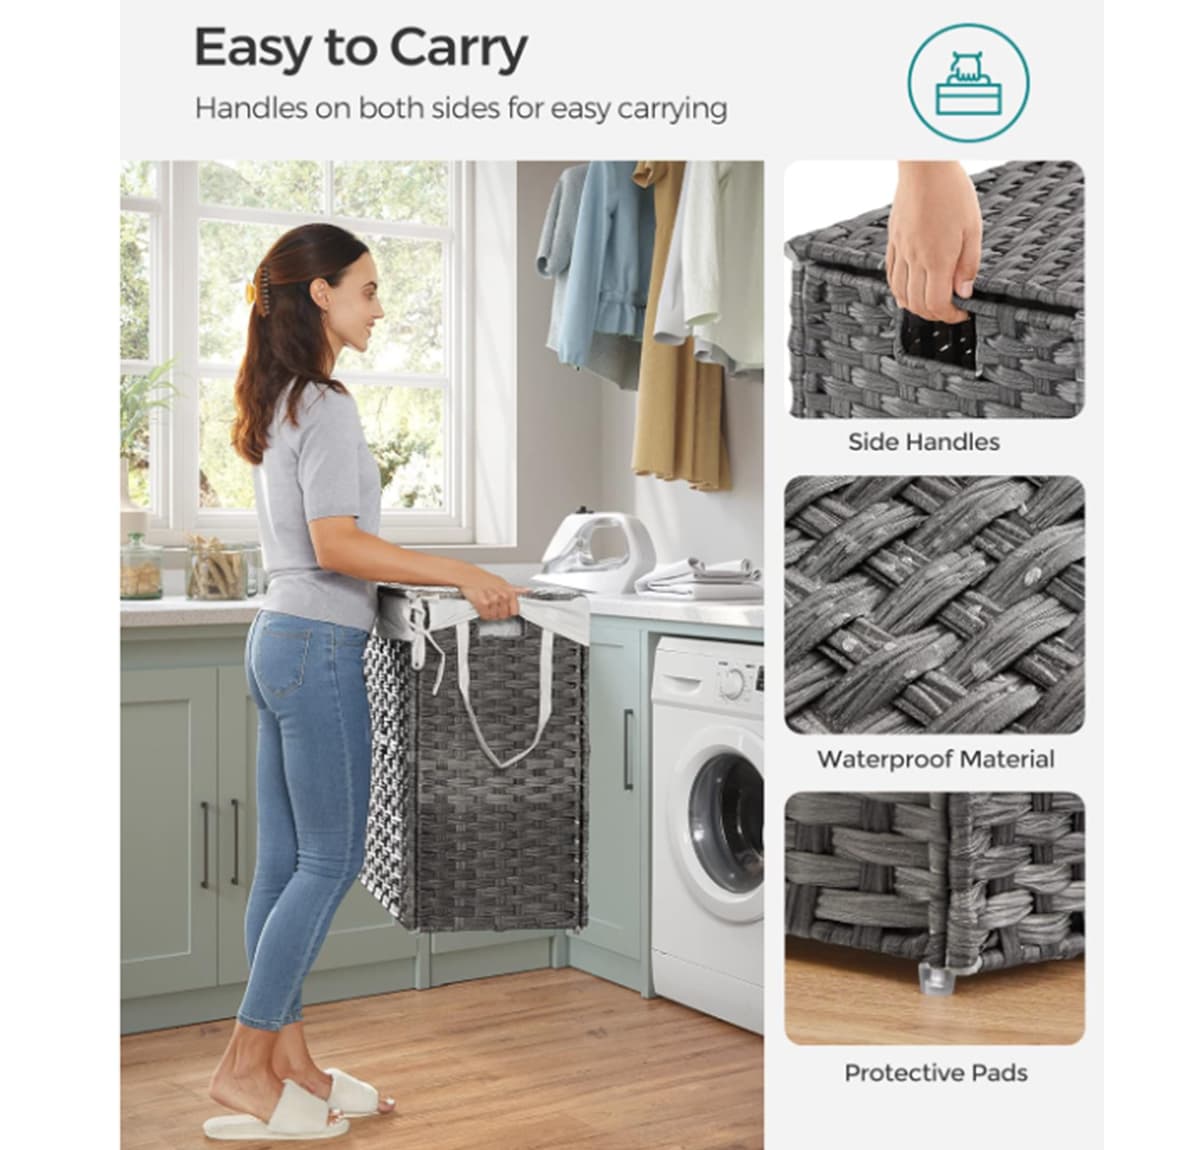 Easy to Carry
Handles on both sides for easy carrying
Side Handles
Waterproof Material
Protective Pads